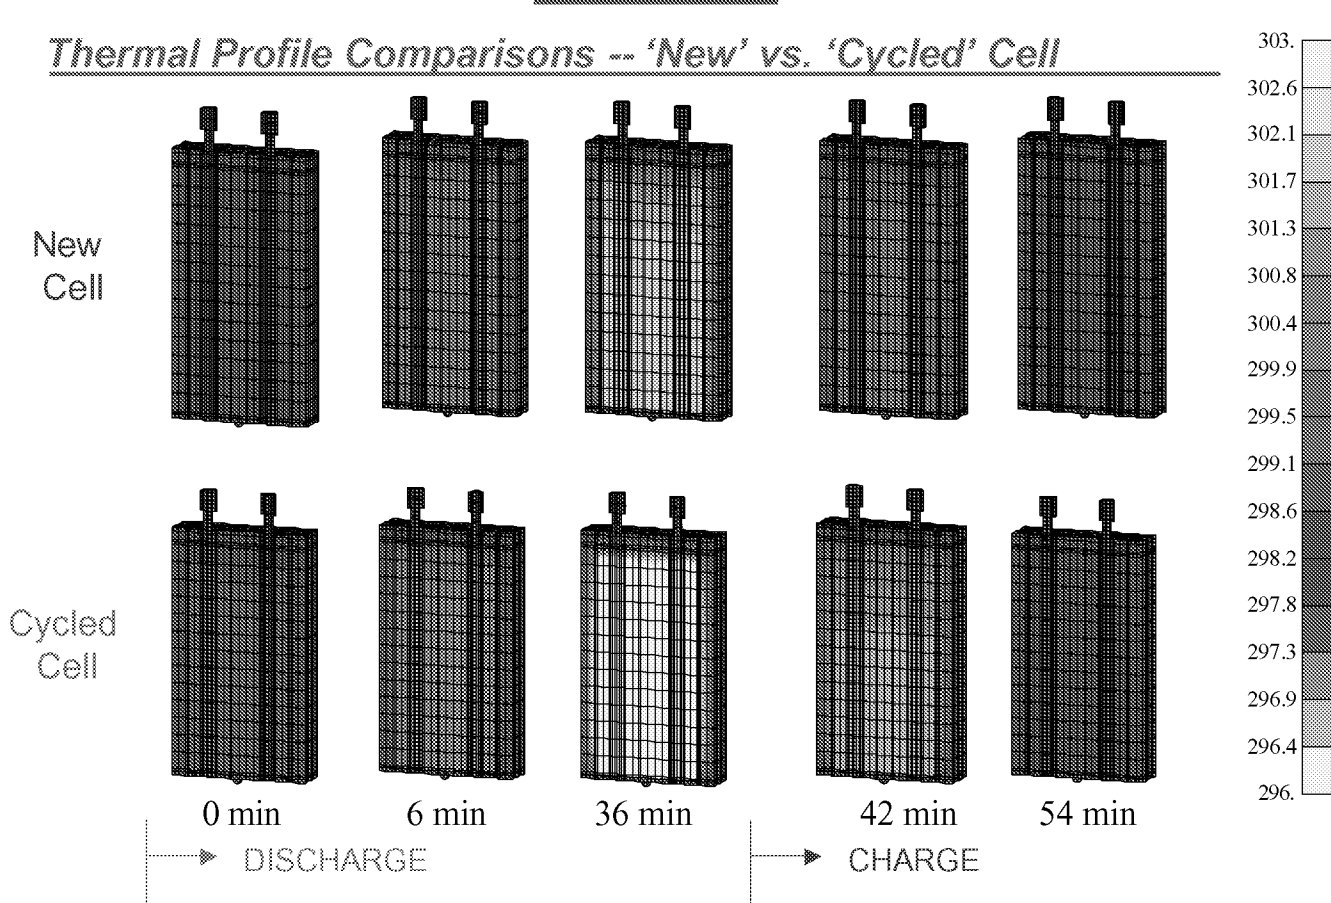 Thermal Profile Comparisons -- ‘New’ vs. ‘Cycled’ Cell
303.
302.6
302.1
301.7
301.3
300.8
300.4
299.9
299.5
299.1
298.6
298.2
297.8
297.3
296.9
296.4
296.
New
Cell
Cycled
Cell
0 min
6 min
36 min
42 min
54 min
DISCHARGE
CHARGE